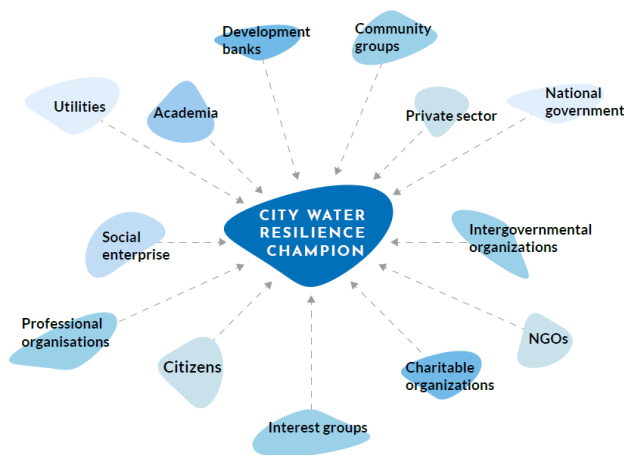 Development
banks
Community
groups
Utilities
Academia
Private sector
National
government
CITY WATER
RESILIENCE
CHAMPION
Social
enterprise
Intergovernmental
organizations
Professional
organisations
Citizens
Interest groups
Charitable
organizations
NGOs